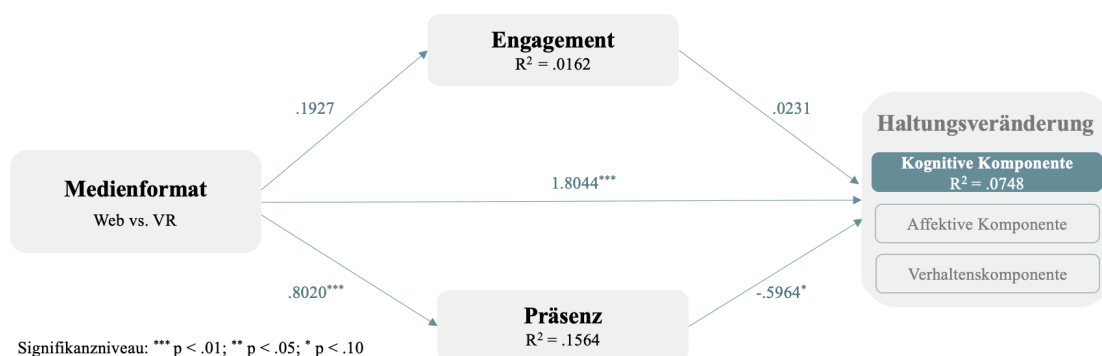 Engagement
R² = .0162
.1927
.0231
Haltungsveränderung
Kognitive Komponente
R² = .0748
Medienformat
Web vs. VR
1.8044***
Affektive Komponente
Verhaltenskomponente
.8020***
-.5964*
Präsenz
R² = .1564
Signifikanzniveau: *** p < .01; ** p < .05; * p < .10